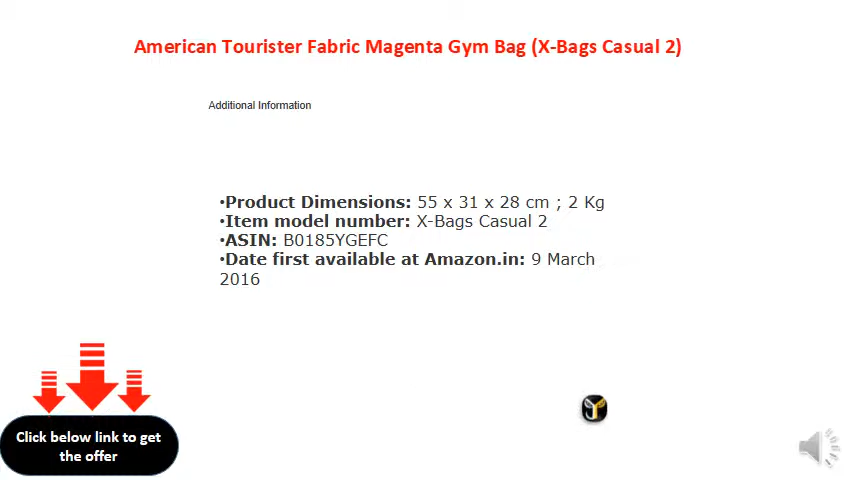 American Tourister Fabric Magenta Gym Bag (X-Bags Casual 2)
Additional Information
•Product Dimensions: 55 x 31 x 28 cm ; 2 Kg
•Item model number: X-Bags Casual 2
•ASIN: B0185YGEFC
•Date first available at Amazon.in: 9 March
2016
Click below link to get
the offer